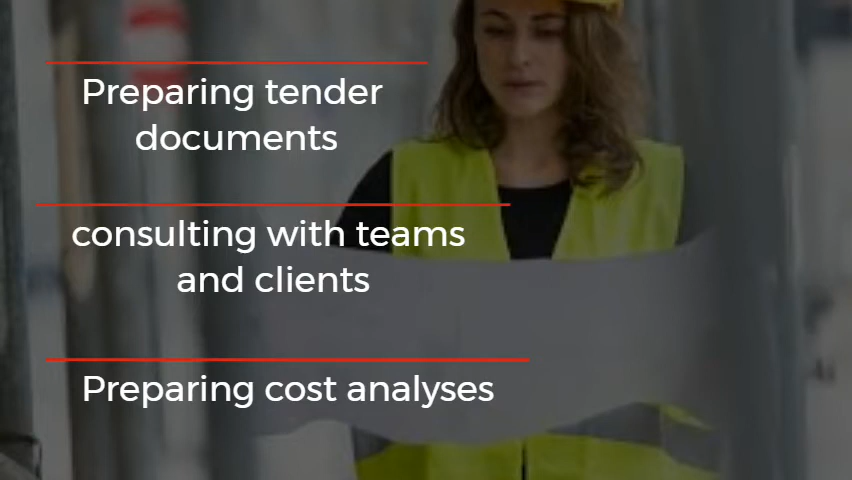 Preparing tender
documents
consulting with teams
and clients
Preparing cost analyses